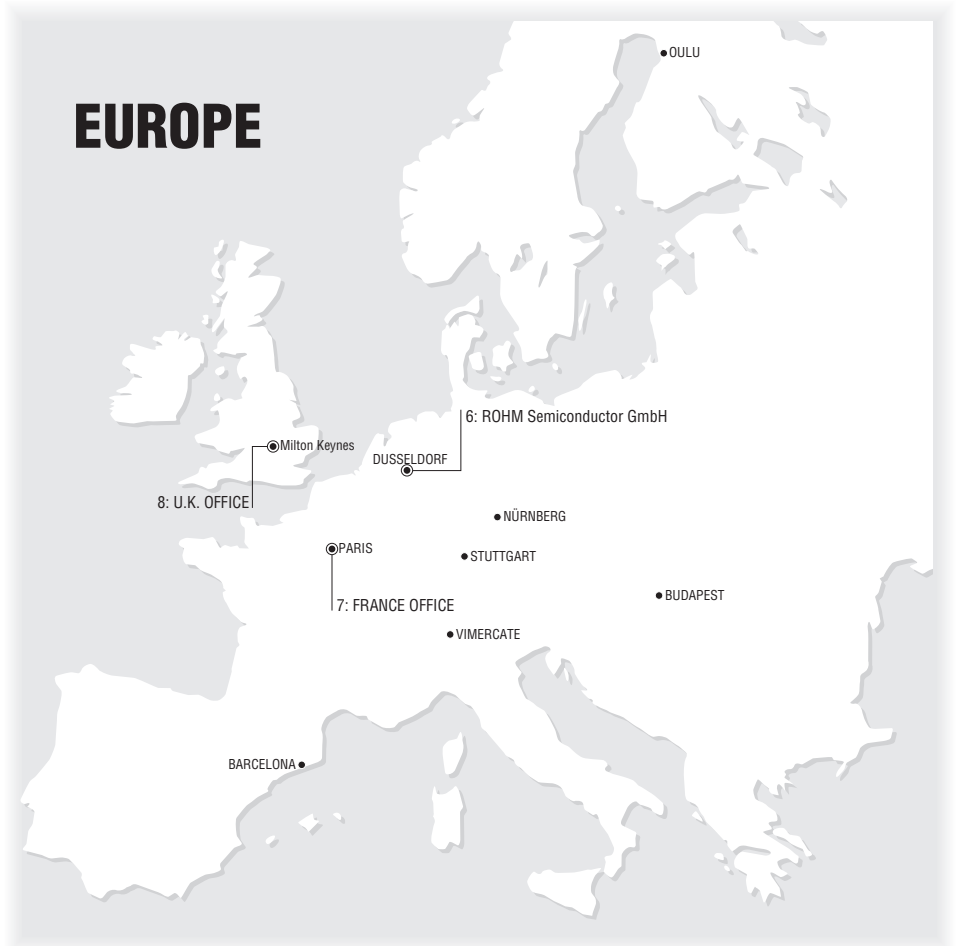 OULU
EUROPE
6: ROHM Semiconductor GmbH
Milton Keynes
DUSSELDORF
8: U.K. OFFICE
NÜRNBERG
PARIS
STUTTGART
BUDAPEST
7: FRANCE OFFICE
VIMERCATE
BARCELONA